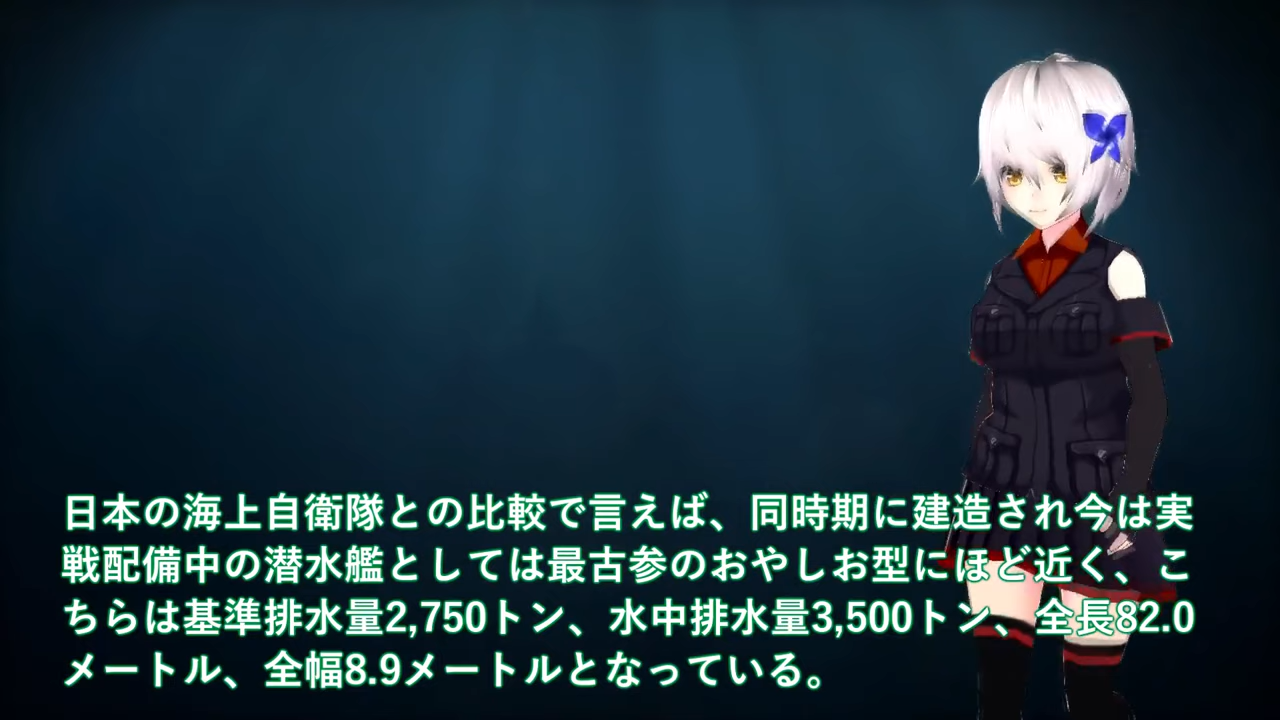 日本の海上自衛隊との比較で言えば、同時期に建造され今は実
戦配備中の潜水艦としては最古参のおやしお型にほど近く、こ
ちらは基準排水量2,750トン、水中排水量3,500トン、全長82.0
メートル、全幅8.9メートルとなっている。